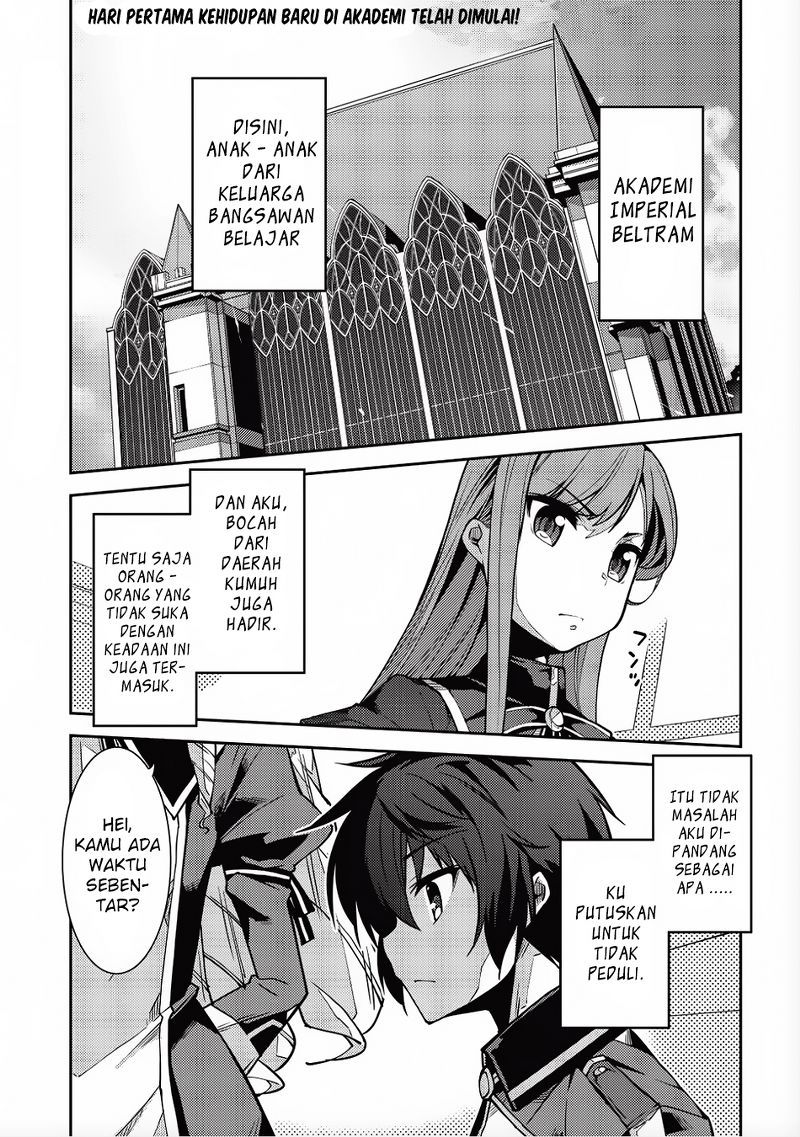 HARI PERTAMA KEHIDUPAN BARU DI AKADEMI TELAH DIMULAI!
AKADEMI
IMPERIAL
BELTRAM
DISINI,
ANAK - ANAK
DARI
KELUARGA
BANGSAWAN
BELAJAR
DAN AKU,
BOCAH
DARI
DAERAH
KUMUH
JUGA
HADIR.
TENTU SAJA
ORANG -
ORANG YANG
TIDAK SUKA
DENGAN
KEADAAN INI
JUGA TER-
MASUK.
プンッ
ITU TIDAK
MASALAH
AKU DI-
PANDANG
SEBAGAI
APA .....
KU
PUTUSKAN
UNTUK
TIDAK
PEDULI.
HEI,
KAMU ADA
WAKTU
SEBEN-
TAR?